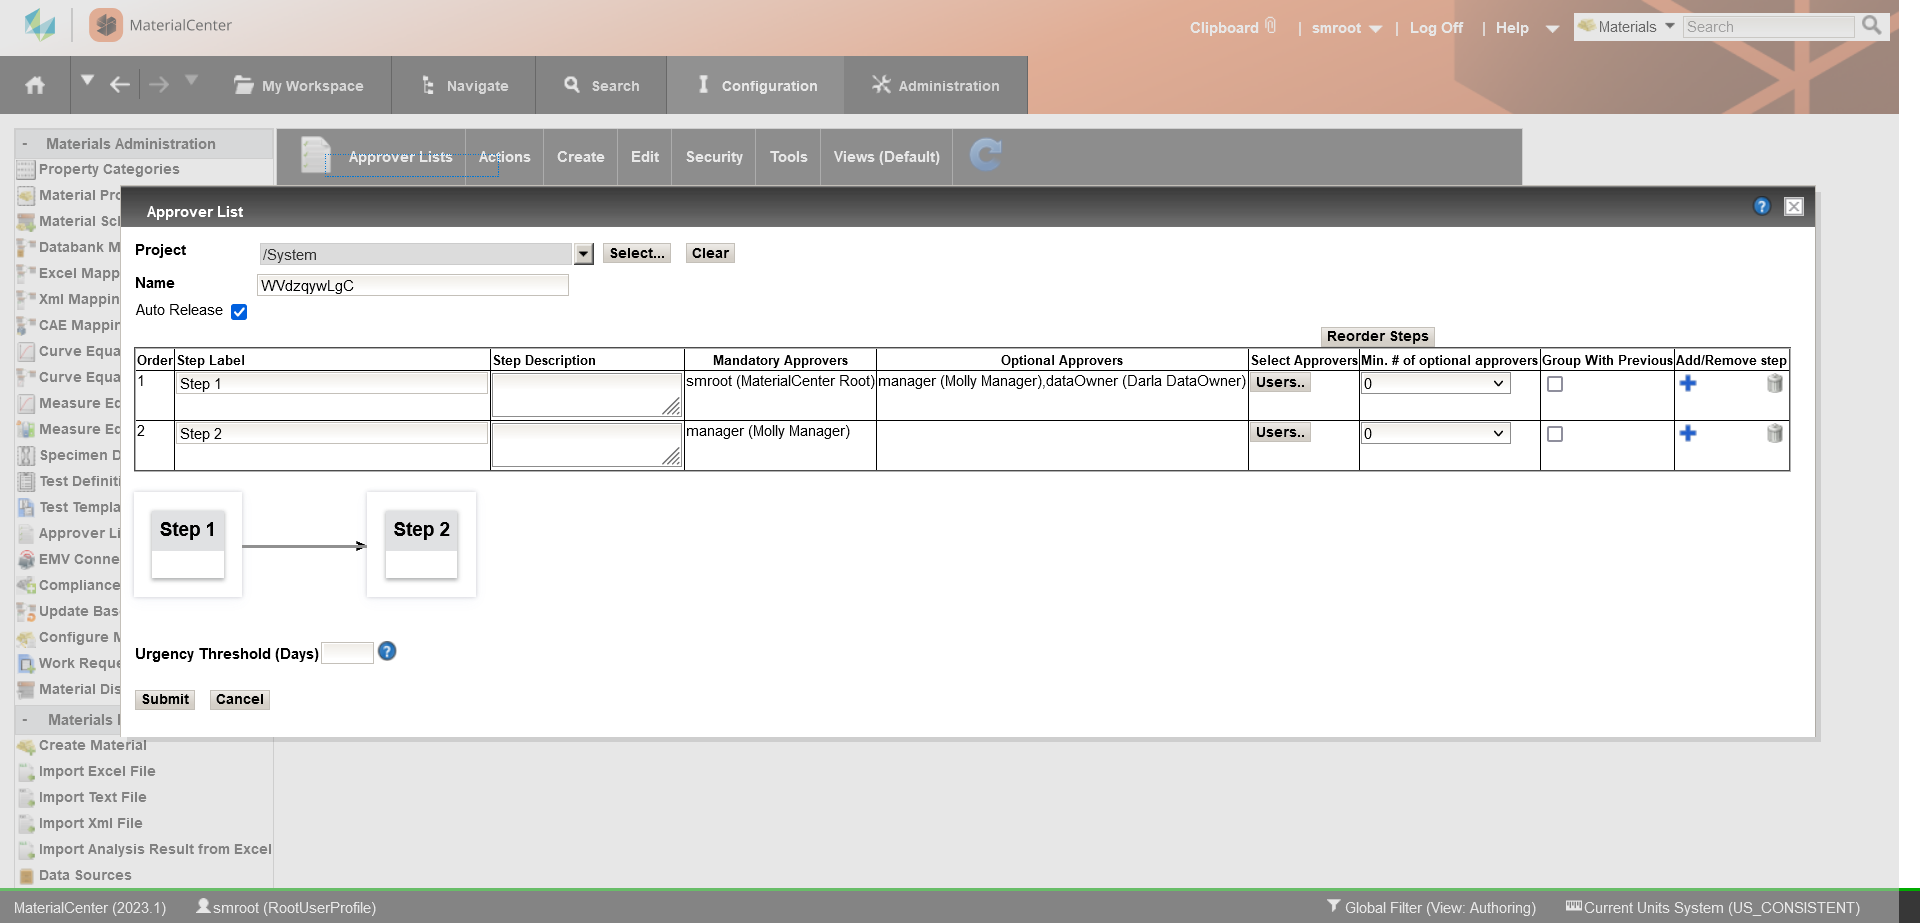 MaterialCenter
Clipboard | smroot | Log Off | Help
Materials Search
My Workspace Navigate Search Configuration Administration
- Materials Administration
Approver Lists Actions Create Edit Security Tools Views (Default)
Property Categories
Material Pro
Material Sc
Databank M
Excel Mapp
Xml Mappin
CAE Mappin
Curve Equa
Curve Equa
Measure Eq
Measure Eq
Specimen D
Test Definiti
Test Templa
Approver Li
EMV Conne
Compliance
Update Bas
Configure M
Work Reque
Material Dis
- Materials
Create Material
Import Excel File
Import Text File
Import Xml File
Import Analysis Result from Excel
Data Sources
Approver List
Project /System Select... Clear
Name WVdzqywLgC
Auto Release
Reorder Steps
Order Step Label Step Description Mandatory Approvers Optional Approvers Select Approvers Min. # of optional approvers Group With Previous Add/Remove step
1 Step 1 smroot (MaterialCenter Root) manager (Molly Manager),dataOwner (Darla DataOwner) Users.. 0
2 Step 2 manager (Molly Manager) Users.. 0
Step 1 Step 2
Urgency Threshold (Days) ?
Submit Cancel
MaterialCenter (2023.1) smroot (RootUserProfile) Global Filter (View: Authoring) Current Units System (US_CONSISTENT)